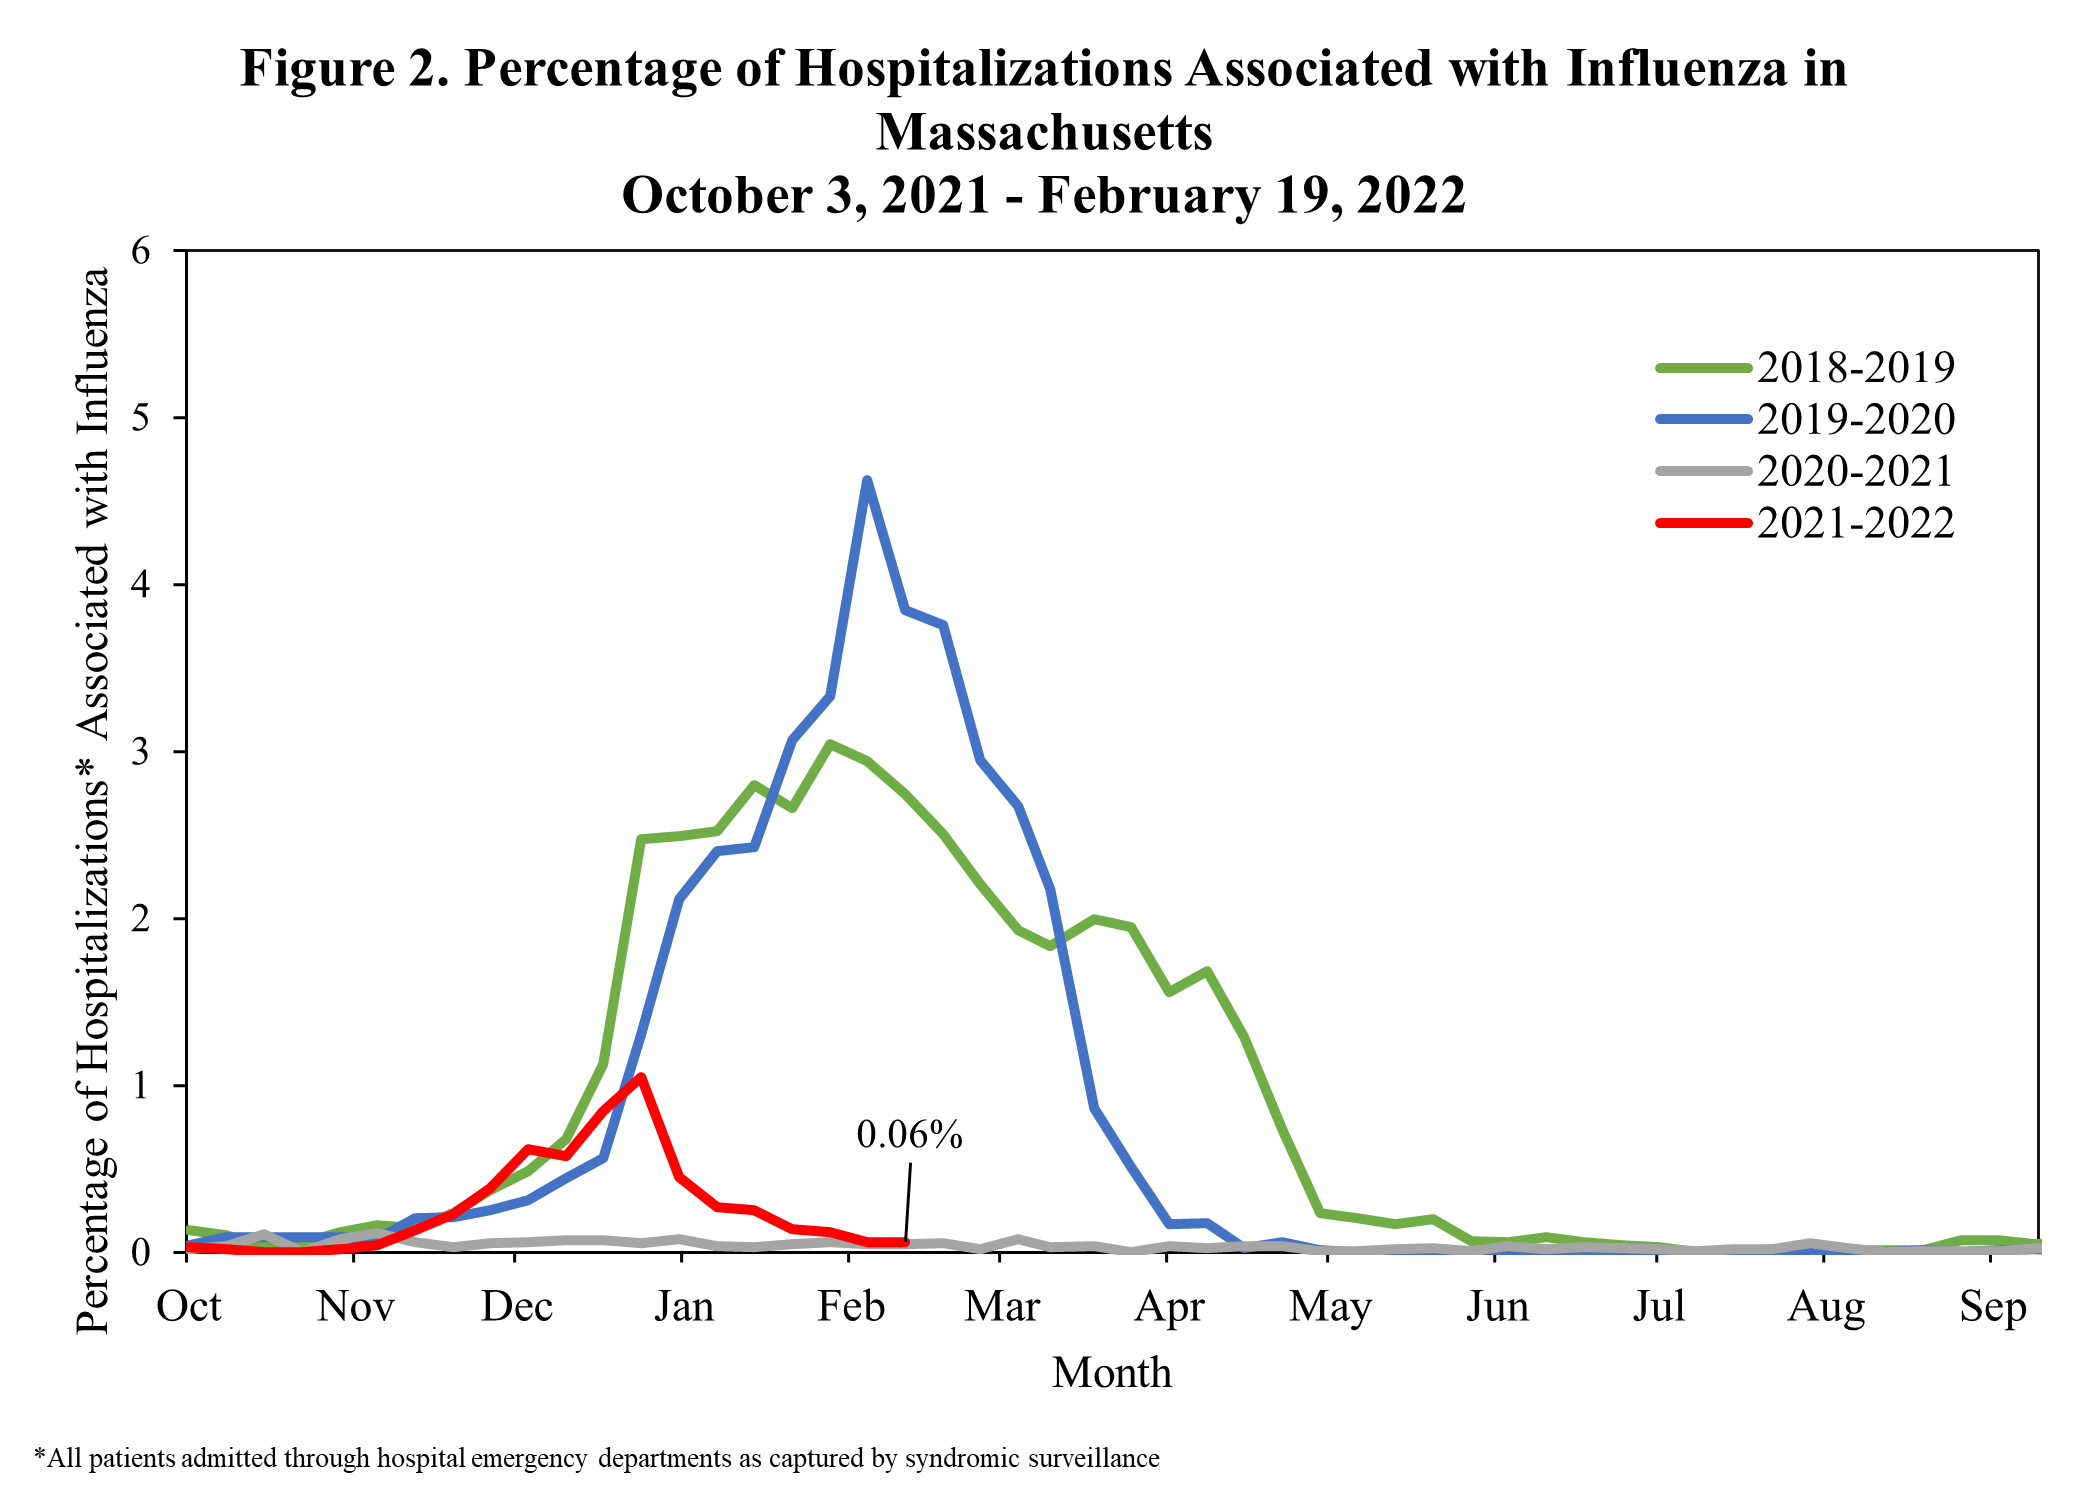 Figure 2. Percentage of Hospitalizations Associated with Influenza in
Massachusetts
October 3, 2021 - February 19, 2022
Percentage of Hospitalizations* Associated with Influenza
6
5
4
3
2
1
0
2018-2019
2019-2020
2020-2021
2021-2022
0.06%
Oct Nov Dec Jan Feb Mar Apr May Jun Jul Aug Sep
Month
*All patients admitted through hospital emergency departments as captured by syndromic surveillance